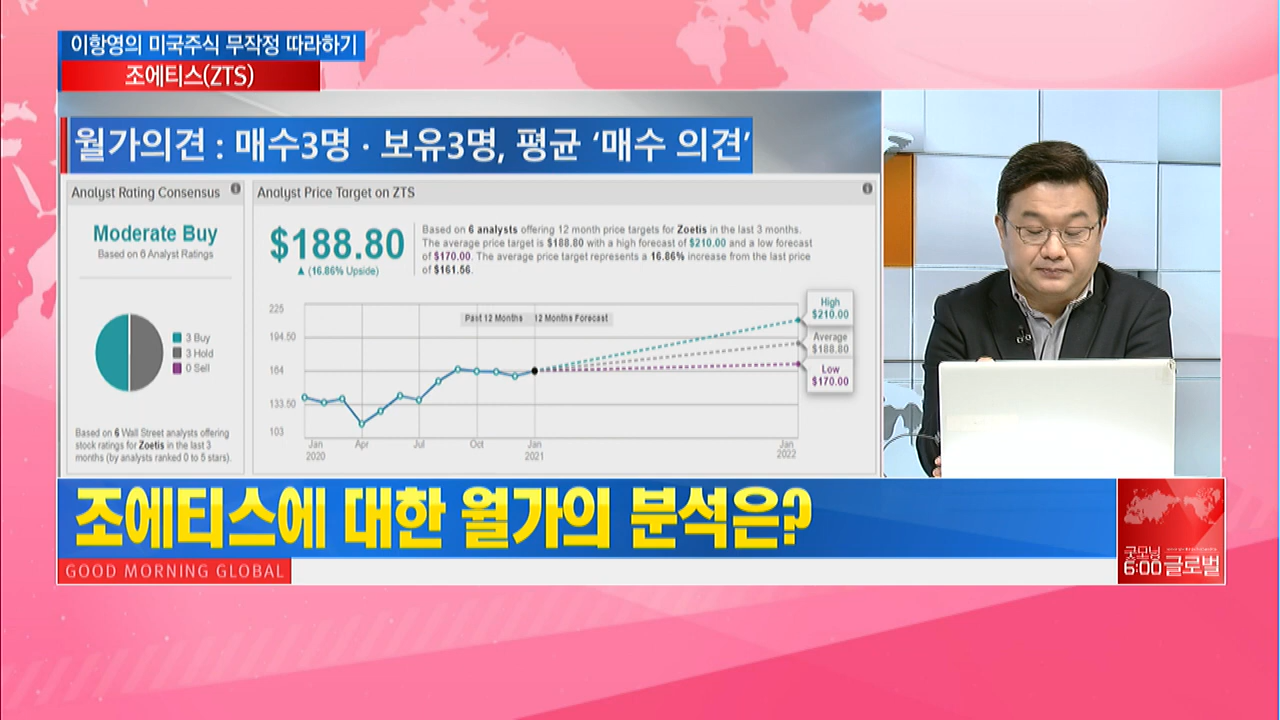 이항영의 미국주식 무작정 따라하기
조에티스(ZTS)
월가의견 : 매수3명 · 보유3명, 평균 ‘매수 의견’
Analyst Rating Consensus
Moderate Buy
Based on 6 Analyst Ratings
3 Buy
3 Hold
0 Sell
Based on 6 Wall Street analysts offering
stock ratings for Zoetis in the last 3
months (by analysts ranked 0 to 5 stars).
Analyst Price Target on ZTS
$188.80
▲ (16.86% Upside)
Based on 6 analysts offering 12 month price targets for Zoetis in the last 3 months.
The average price target is $188.80 with a high forecast of $210.00 and a low forecast
of $170.00. The average price target represents a 16.86% increase from the last price
of $161.56.
Past 12 Months 12 Months Forecast
225
194.50
164
133.50
103
Jan Apr Jul Oct Jan Jan
2020 2021 2022
High
$210.00
Average
$188.80
Low
$170.00
조에티스에 대한 월가의 분석은?
GOOD MORNING GLOBAL
굿모닝
6:00 글로벌